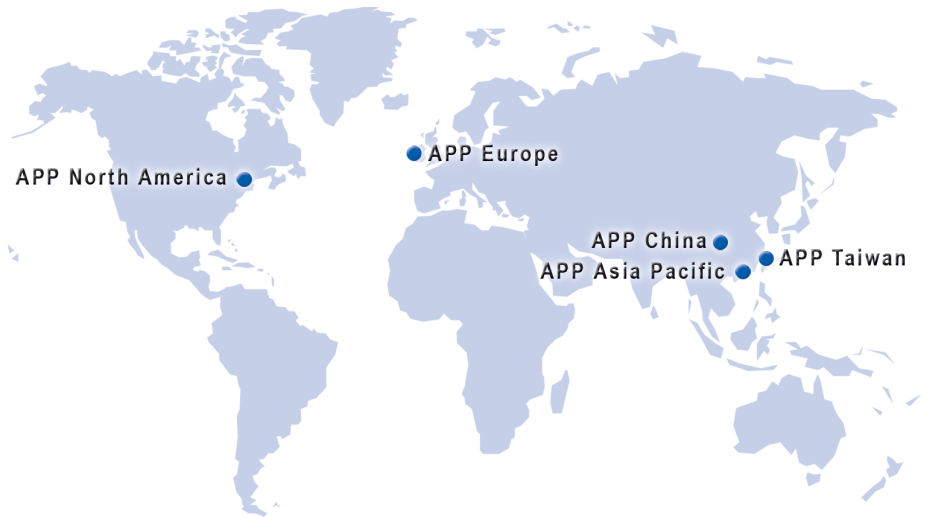 APP Europe
APP North America
APP China
APP Taiwan
APP Asia Pacific